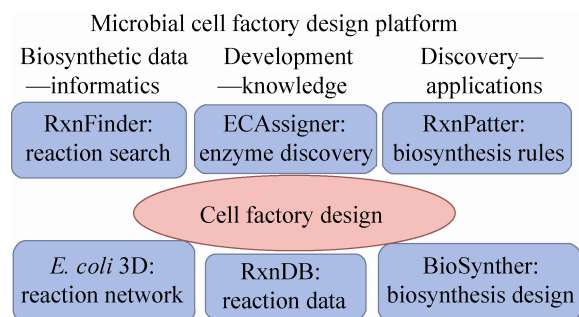 Microbial cell factory design platform
Biosynthetic data
—informatics
Development
—knowledge
Discovery—
applications
RxnFinder:
reaction search
ECAssigner:
enzyme discovery
RxnPatter:
biosynthesis rules
Cell factory design
E. coli 3D:
reaction network
RxnDB:
reaction data
BioSynther:
biosynthesis design